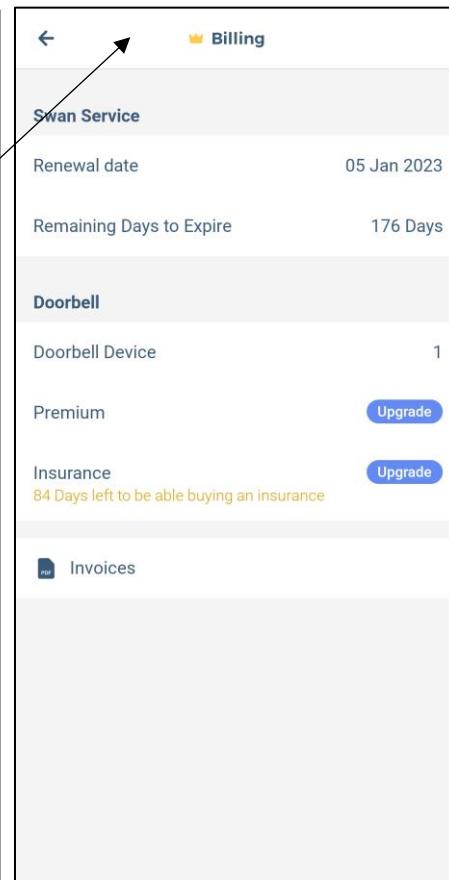 Billing
Swan Service
Renewal date 05 Jan 2023
Remaining Days to Expire 176 Days
Doorbell
Doorbell Device 1
Premium Upgrade
Insurance Upgrade
84 Days left to be able buying an insurance
PDF Invoices